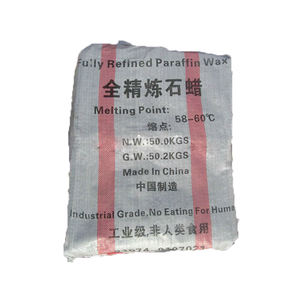 Fully Refined Paraffin Wax
全精炼石蜡
Melting Point:
熔点: 58-60℃
N.W.:50.0KGS
G.W.:50.2KGS
Made In China
中国制造
Industrial Grade,No Eating For Huma
工业级,非人类食用